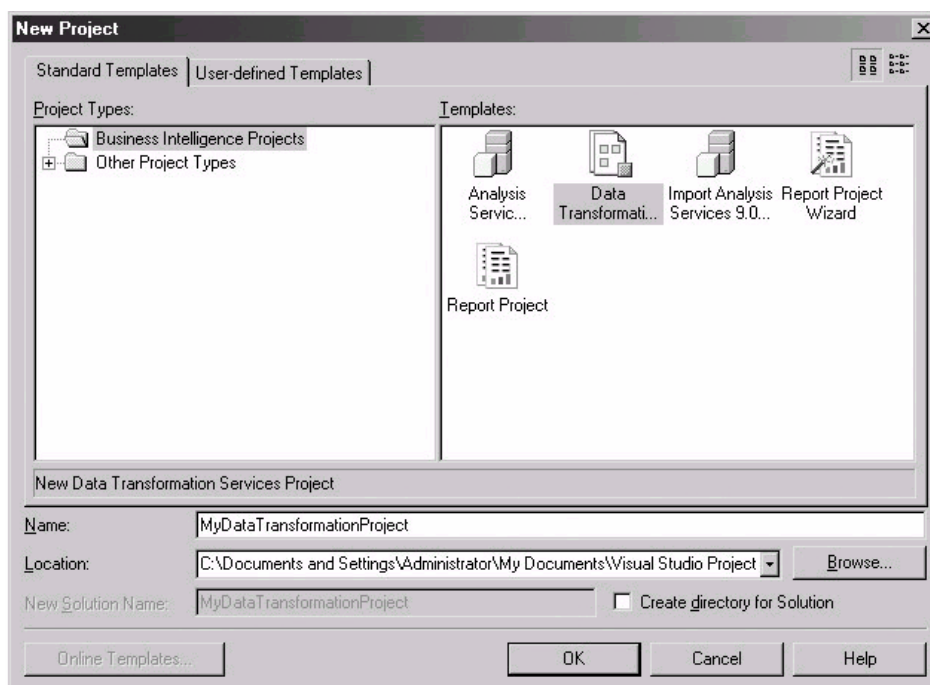 New Project
Standard Templates
User-defined Templates
Project Types:
Templates:
Business Intelligence Projects
Other Project Types
Analysis
Servic...
Data
Transformati...
Import Analysis
Services 9.0...
Report Project
Wizard
Report Project
New Data Transformation Services Project
Name:
MyDataTransformationProject
Location:
C:\Documents and Settings\Administrator\My Documents\Visual Studio Project
Browse...
New Solution Name:
MyDataTransformationProject
Create directory for Solution
Online Templates...
OK
Cancel
Help